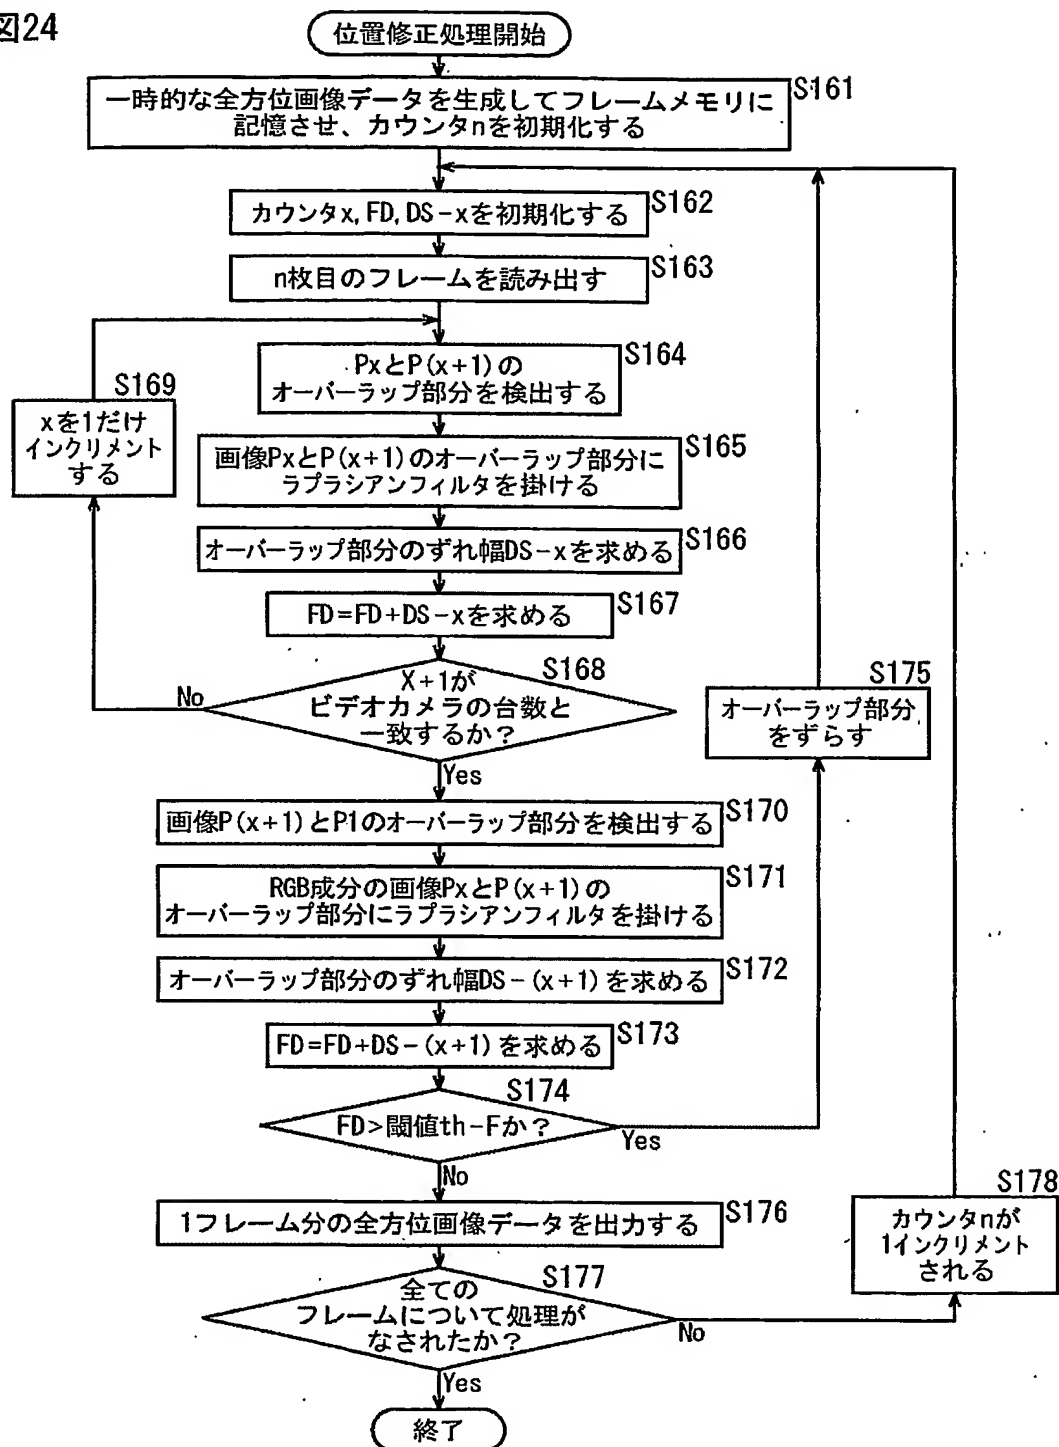 図24
位置修正処理開始
S161
一時的な全方位画像データを生成してフレームメモリに
記憶させ、カウンタnを初期化する
S162
カウンタx, FD, DS-xを初期化する
S163
n枚目のフレームを読み出す
S164
PxとP(x+1)の
オーバーラップ部分を検出する
S169
xを1だけ
インクリメント
する
S165
画像PxとP(x+1)のオーバーラップ部分に
ラプラシアンフィルタを掛ける
S166
オーバーラップ部分のずれ幅DS-xを求める
S167
FD=FD+DS-xを求める
S168
X+1が
ビデオカメラの台数と
一致するか?
No
Yes
S175
オーバーラップ部分
をずらす
S170
画像P(x+1)とP1のオーバーラップ部分を検出する
S171
RGB成分の画像PxとP(x+1)の
オーバーラップ部分にラプラシアンフィルタを掛ける
S172
オーバーラップ部分のずれ幅DS-(x+1)を求める
S173
FD=FD+DS-(x+1)を求める
S174
FD>閾値th-Fか?
Yes
No
S176
1フレーム分の全方位画像データを出力する
S178
カウンタnが
1インクリメント
される
S177
全ての
フレームについて処理が
なされたか?
No
Yes
終了